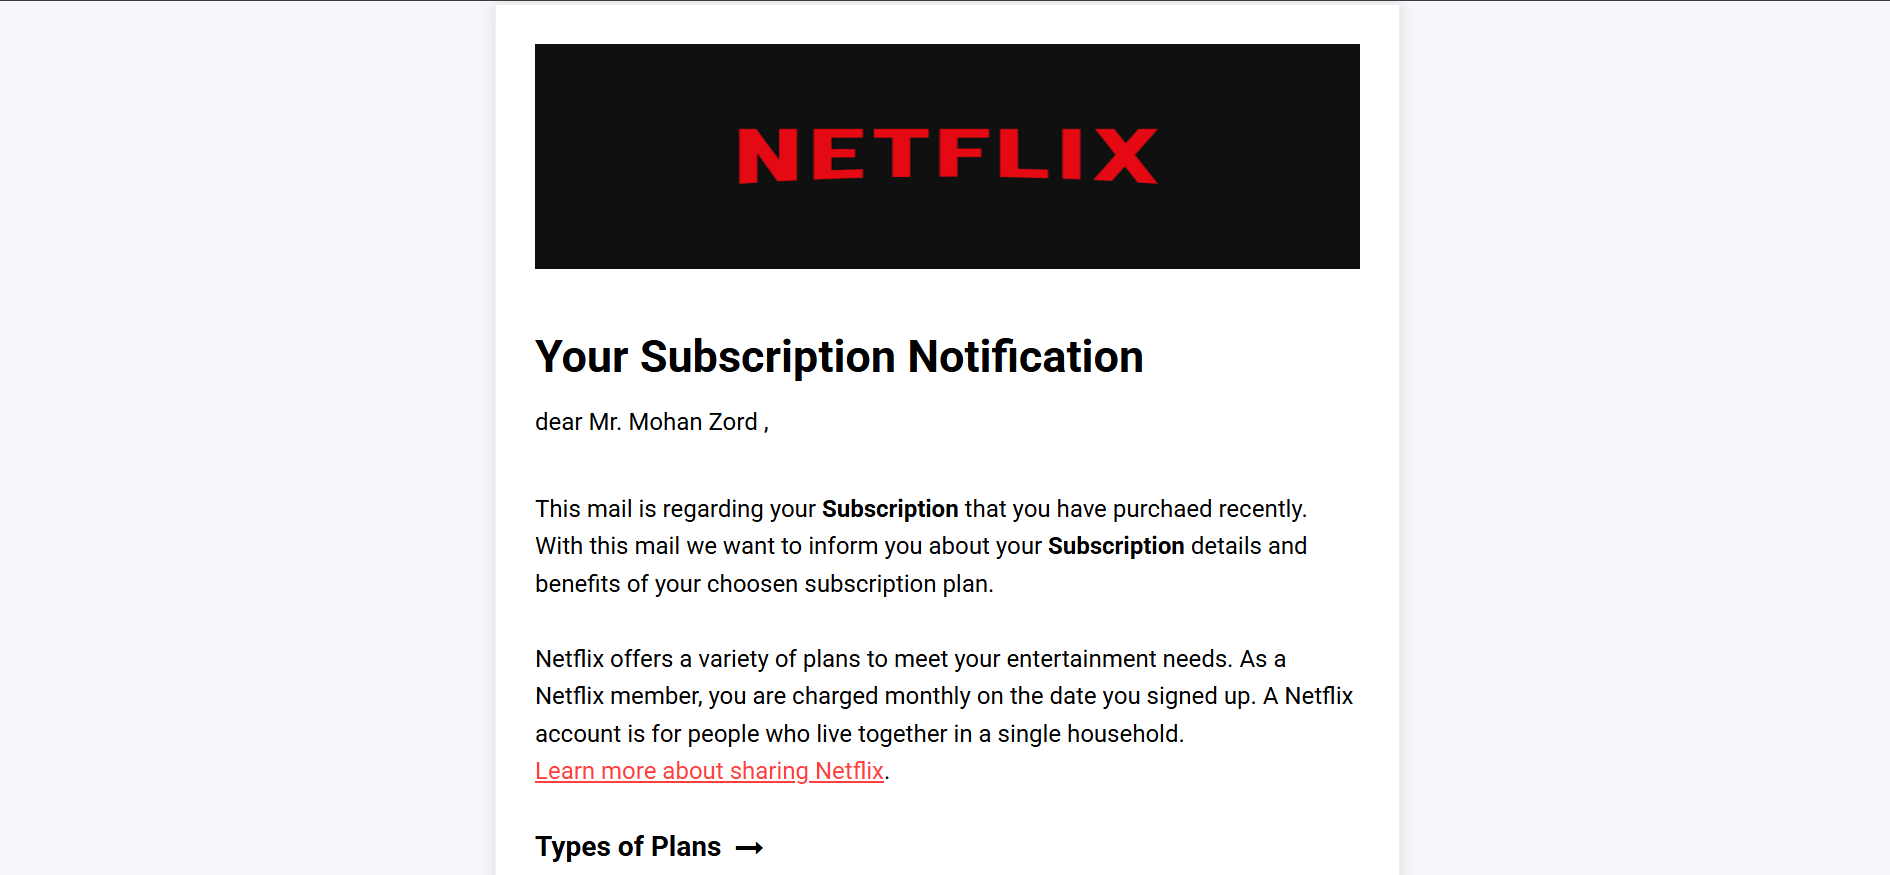 NETFLIX
Your Subscription Notification
dear Mr. Mohan Zord ,
This mail is regarding your Subscription that you have purchaed recently.
With this mail we want to inform you about your Subscription details and
benefits of your choosen subscription plan.
Netflix offers a variety of plans to meet your entertainment needs. As a
Netflix member, you are charged monthly on the date you signed up. A Netflix
account is for people who live together in a single household.
Learn more about sharing Netflix.
Types of Plans →